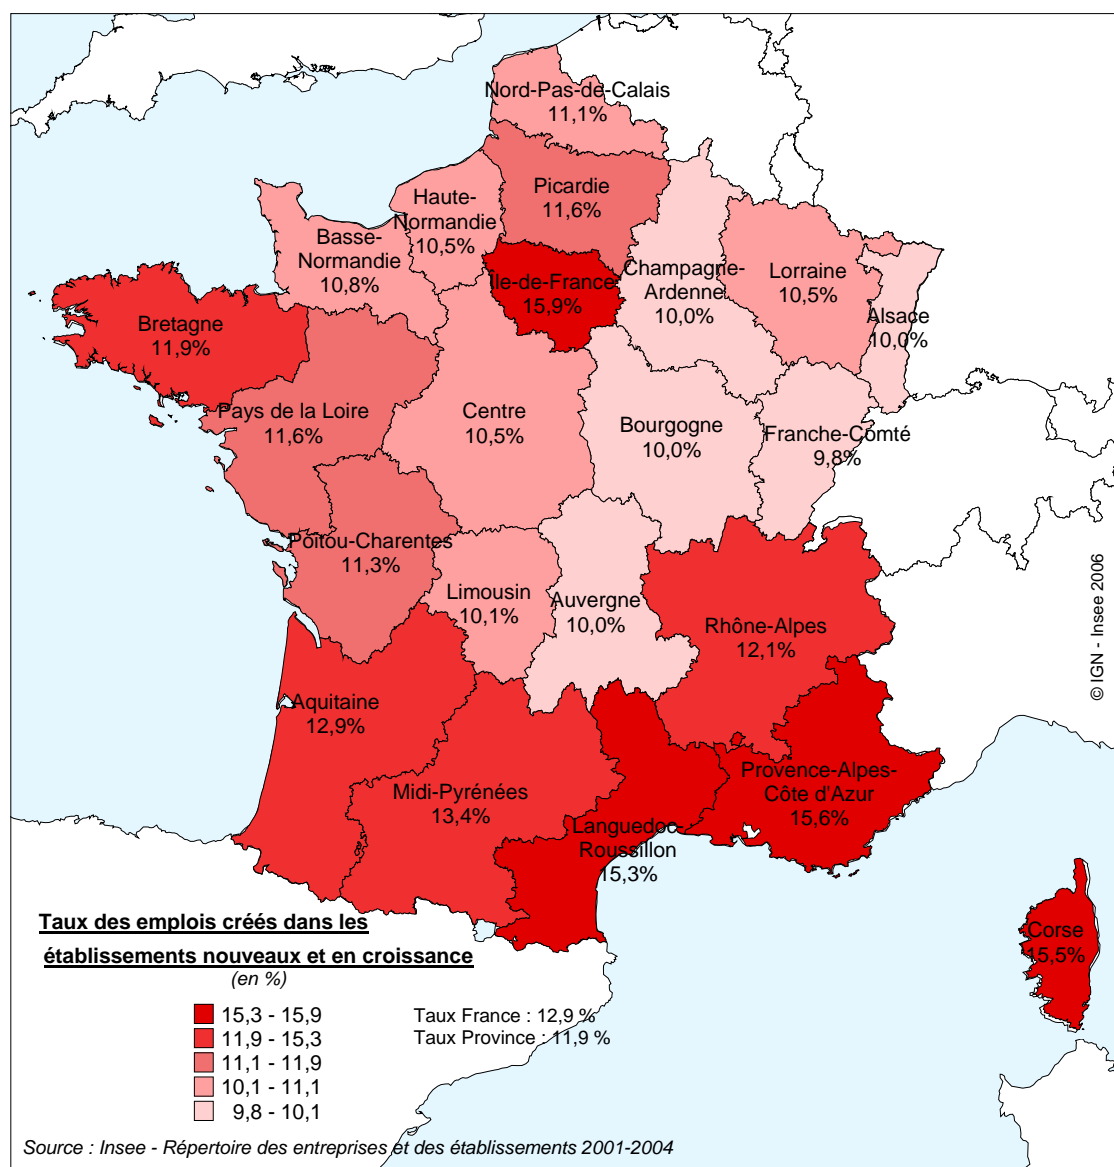 Nord-Pas-de-Calais
11,1%
Picardie
11,6%
Haute-
Normandie
10,5%
Basse-
Normandie
10,8%
Île-de-France
15,9%
Champagne-
Ardenne
10,0%
Lorraine
10,5%
Alsace
10,0%
Bretagne
11,9%
Pays de la Loire
11,6%
Centre
10,5%
Bourgogne
10,0%
Franche-Comté
9,8%
Poitou-Charentes
11,3%
Limousin
10,1%
Auvergne
10,0%
Rhône-Alpes
12,1%
Aquitaine
12,9%
Midi-Pyrénées
13,4%
Languedoc-
Roussillon
15,3%
Provence-Alpes-
Côte d'Azur
15,6%
Corse
15,5%
© IGN - Insee 2006
Taux des emplois créés dans les
établissements nouveaux et en croissance
(en %)
15,3 - 15,9
11,9 - 15,3
11,1 - 11,9
10,1 - 11,1
9,8 - 10,1
Taux France : 12,9 %
Taux Province : 11,9 %
Source : Insee - Répertoire des entreprises et des établissements 2001-2004